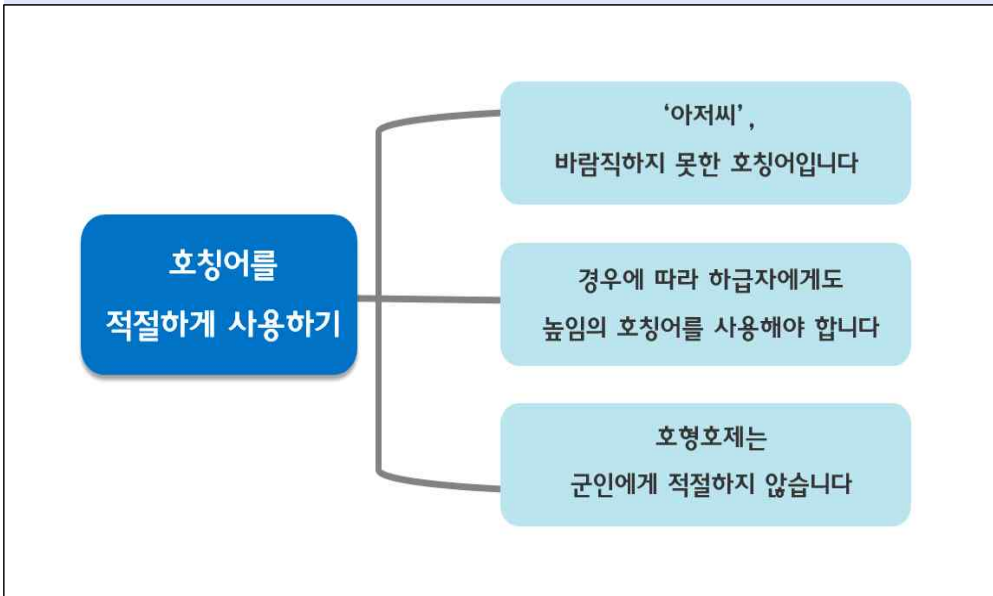 호칭어를
적절하게 사용하기
‘아저씨’,
바람직하지 못한 호칭어입니다
경우에 따라 하급자에게도
높임의 호칭어를 사용해야 합니다
호형호제는
군인에게 적절하지 않습니다